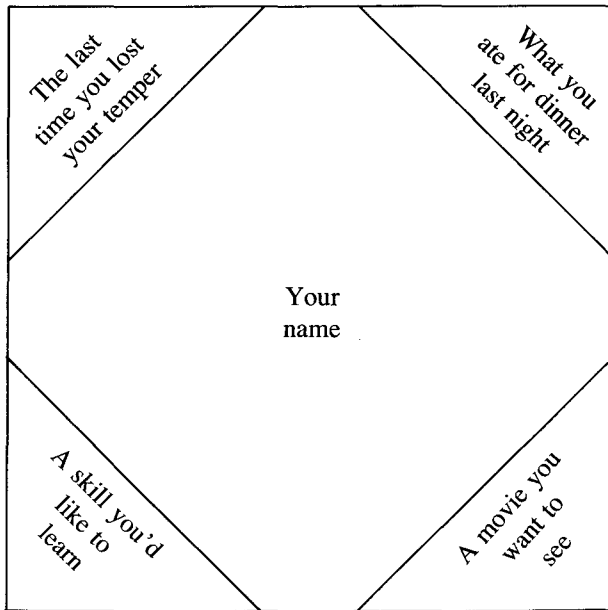 The last
time you lost
your temper
What you
ate for dinner
last night
Your
name
A skill you'd
like to
learn
A movie you
want to
see